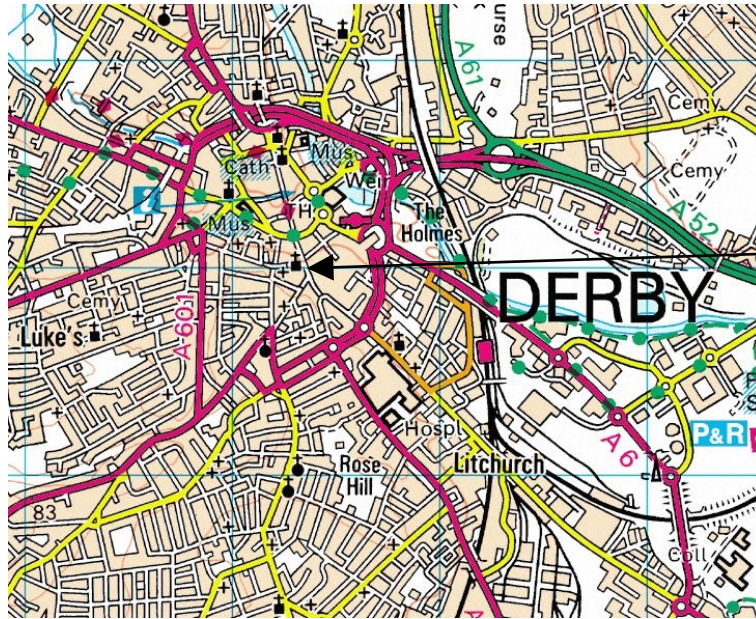 urse
A 61
Cemy
Cath
Mus
Weir
Cemy
i
Mus
H
The
Holmes
A 52
DERBY
Cemy
Luke's
A 601
P&R
Hospl
A 6
Rose
Hill
Litchurch
83
Coll
A